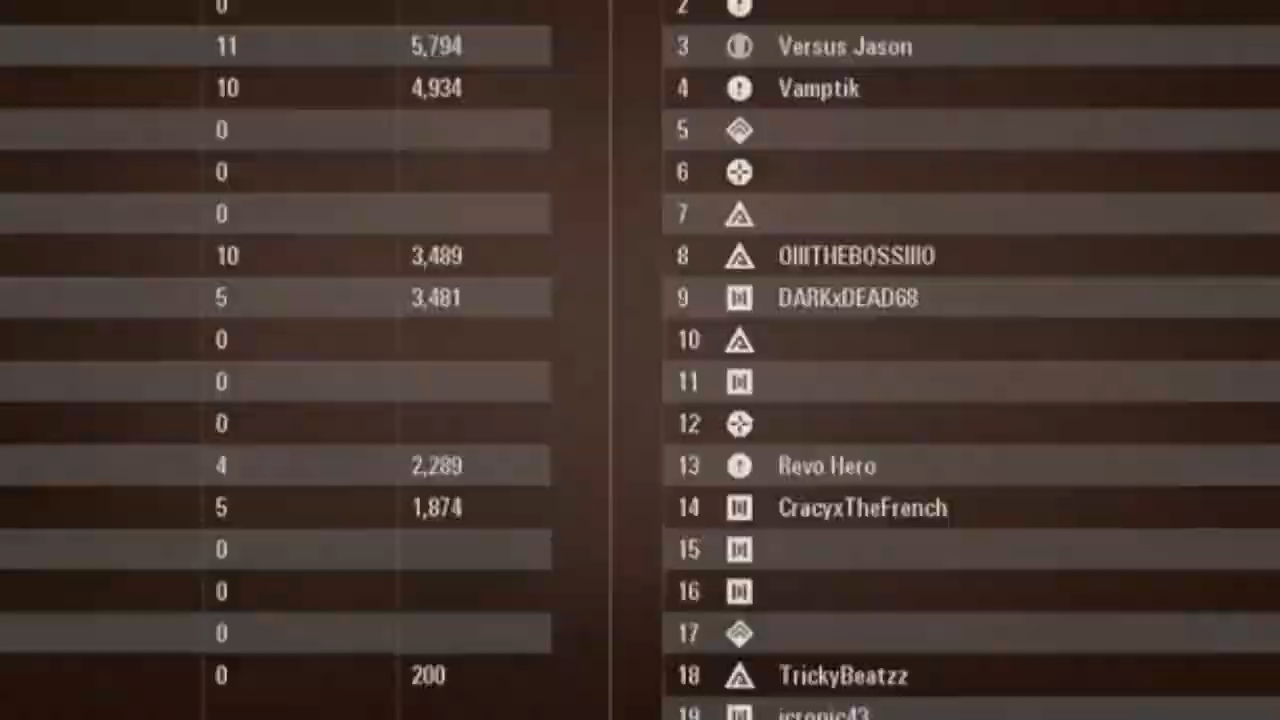 0 2
11 5,794 3 Versus Jason
10 4,934 4 Vamptik
0 5
0 6
0 7
10 3,489 8 OIIITHEBOSSIIIO
5 3,481 9 DARKxDEAD68
0 10
0 11
0 12
4 2,289 13 Revo Hero
5 1,874 14 CracyxTheFrench
0 15
0 16
0 17
0 200 18 TrickyBeatzz
19